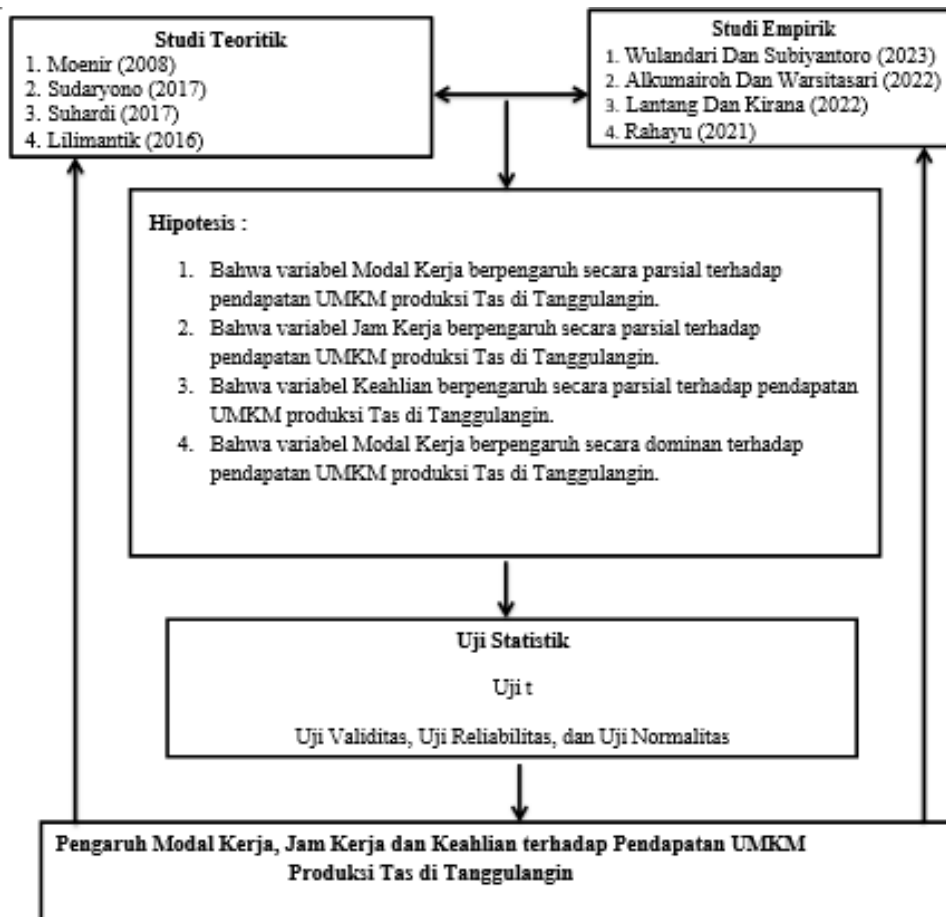 Studi Teoritik
1. Moenir (2008)
2. Sudaryono (2017)
3. Suhardi (2017)
4. Lilimantik (2016)
Studi Empirik
1. Wulandari Dan Subiyantoro (2023)
2. Alkumairoh Dan Warsitasari (2022)
3. Lantang Dan Kirana (2022)
4. Rahayu (2021)
Hipotesis :
1. Bahwa variabel Modal Kerja berpengaruh secara parsial terhadap
pendapatan UMKM produksi Tas di Tanggulangin.
2. Bahwa variabel Jam Kerja berpengaruh secara parsial terhadap
pendapatan UMKM produksi Tas di Tanggulangin.
3. Bahwa variabel Keahlian berpengaruh secara parsial terhadap pendapatan
UMKM produksi Tas di Tanggulangin.
4. Bahwa variabel Modal Kerja berpengaruh secara dominan terhadap
pendapatan UMKM produksi Tas di Tanggulangin.
Uji Statistik
Uji t
Uji Validitas, Uji Reliabilitas, dan Uji Normalitas
Pengaruh Modal Kerja, Jam Kerja dan Keahlian terhadap Pendapatan UMKM
Produksi Tas di Tanggulangin